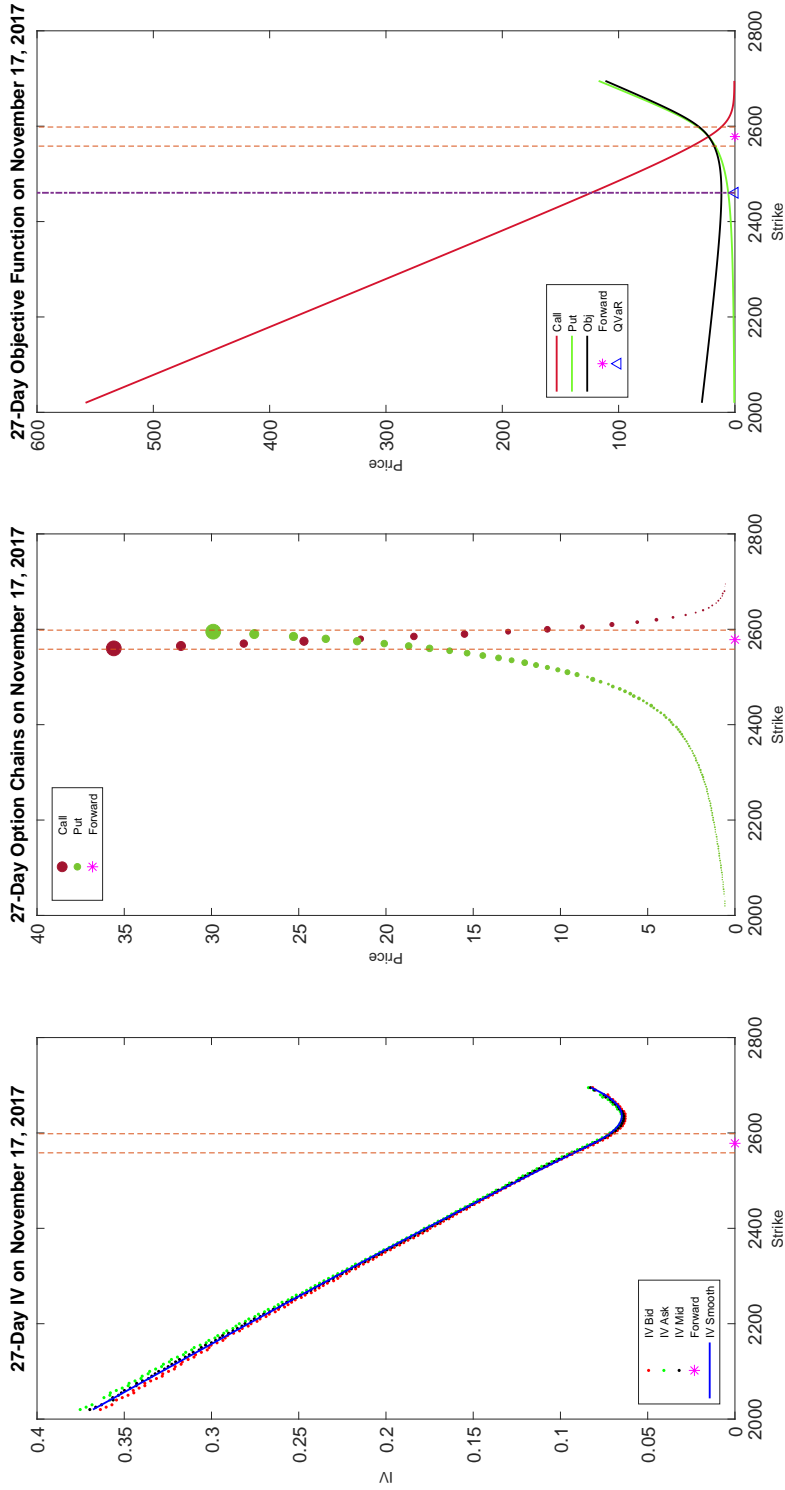 27-Day IV on November 17, 2017
0.4
0.35
0.3
0.25
0.2
0.15
0.1
0.05
0
IV
2000
2200
2400
2600
2800
Strike
IV Bid
IV Ask
IV Mid
Forward
IV Smooth
27-Day Option Chains on November 17, 2017
40
35
30
25
20
15
10
5
0
Price
2000
2200
2400
2600
2800
Strike
Call
Put
Forward
27-Day Objective Function on November 17, 2017
600
500
400
300
200
100
0
Price
2000
2200
2400
2600
2800
Strike
Call
Put
Obj
Forward
QVaR